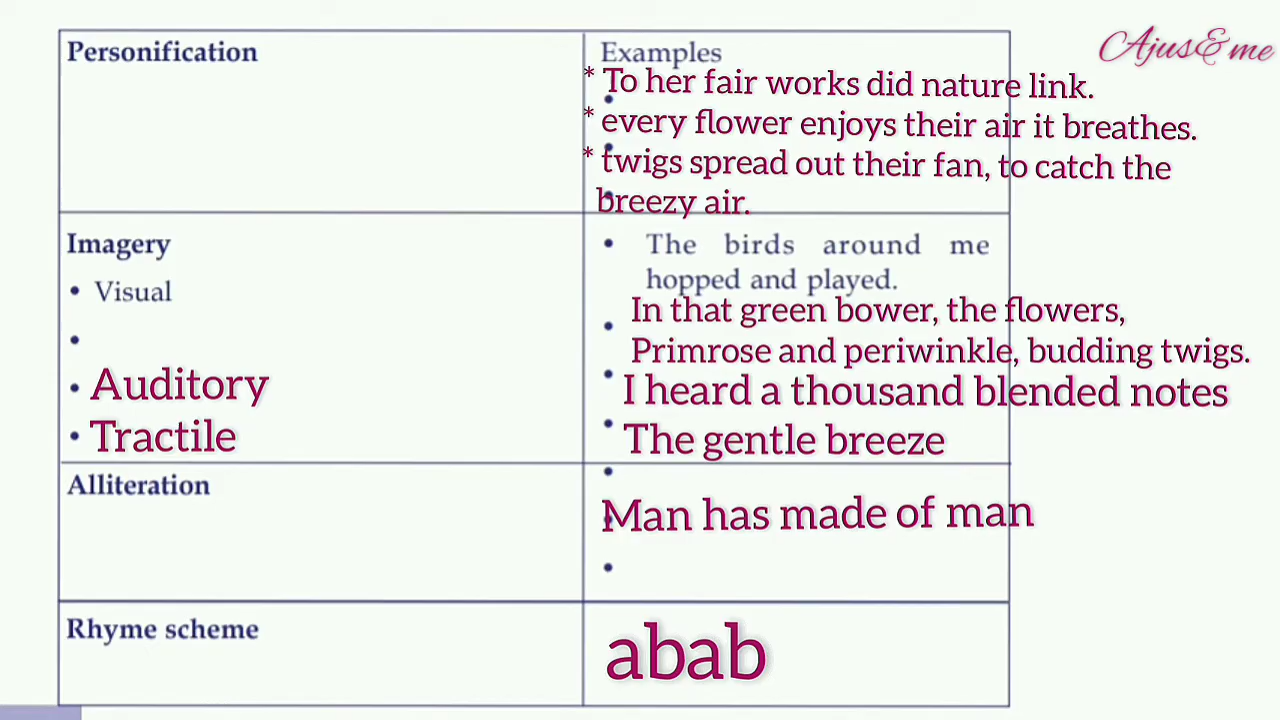 Ajus& me
Personification
Examples
* To her fair works did nature link.
* every flower enjoys their air it breathes.
* twigs spread out their fan, to catch the
breezy air.
Imagery
• Visual
•
• Auditory
• Tractile
• The birds around me
hopped and played.
• In that green bower, the flowers,
Primrose and periwinkle, budding twigs.
• I heard a thousand blended notes
• The gentle breeze
Alliteration
Man has made of man
Rhyme scheme
abab